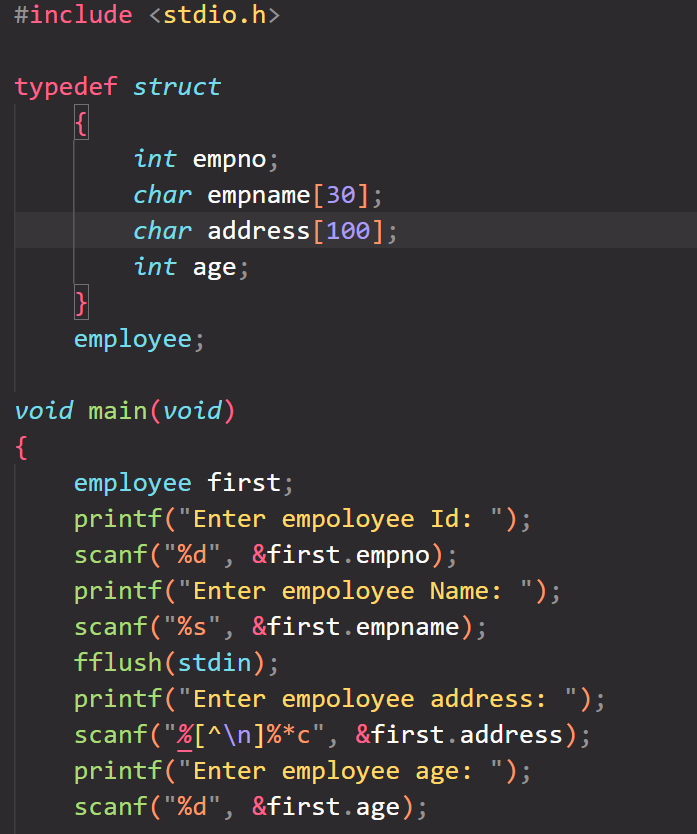 #include <stdio.h>
typedef struct
{
int empno;
char empname[30];
char address[100];
int age;
}
employee;
void main(void)
{
employee first;
printf("Enter empoloyee Id: ");
scanf("%d", &first.empno);
printf("Enter empoloyee Name: ");
scanf("%s", &first.empname);
fflush(stdin);
printf("Enter empoloyee address: ");
scanf("%[^\n]%*c", &first.address);
printf("Enter employee age: ");
scanf("%d", &first.age);